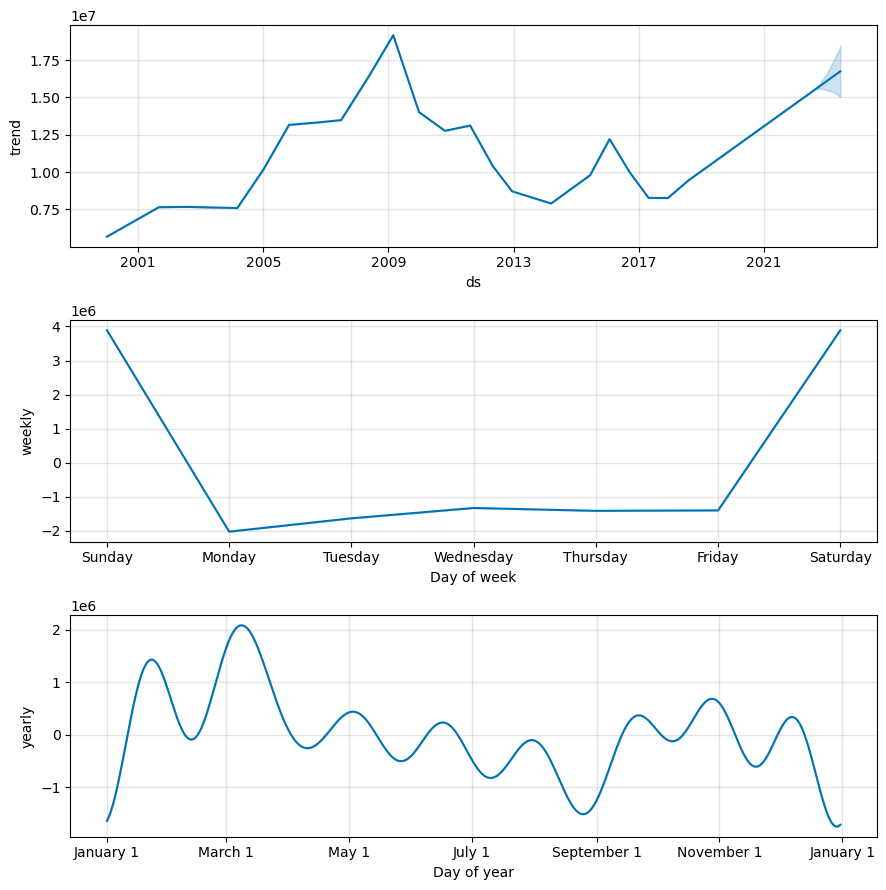 1e7
trend
1.75
1.50
1.25
1.00
0.75
2001 2005 2009 2013 2017 2021
ds
1e6
weekly
4
3
2
1
0
−1
−2
Sunday Monday Tuesday Wednesday Thursday Friday Saturday
Day of week
1e6
yearly
2
1
0
−1
January 1 March 1 May 1 July 1 September 1 November 1 January 1
Day of year